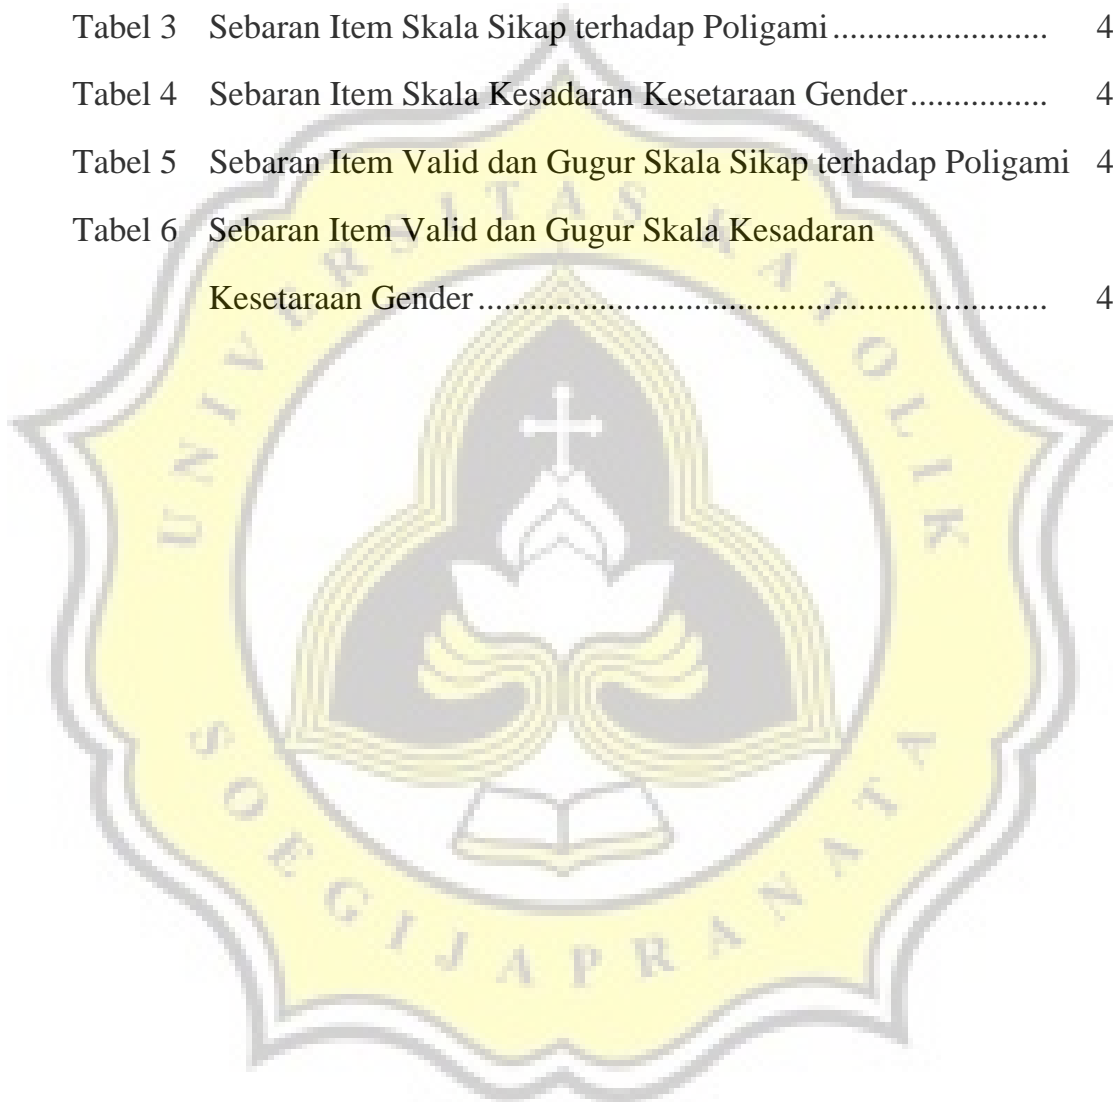 Tabel 3 Sebaran Item Skala Sikap terhadap Poligami........................ 4
Tabel 4 Sebaran Item Skala Kesadaran Kesetaraan Gender................ 4
Tabel 5 Sebaran Item Valid dan Gugur Skala Sikap terhadap Poligami 4
Tabel 6 Sebaran Item Valid dan Gugur Skala Kesadaran
Kesetaraan Gender................................................................. 4
UNIVERSITAS KATOLIK
SOEGIJAPRANATA